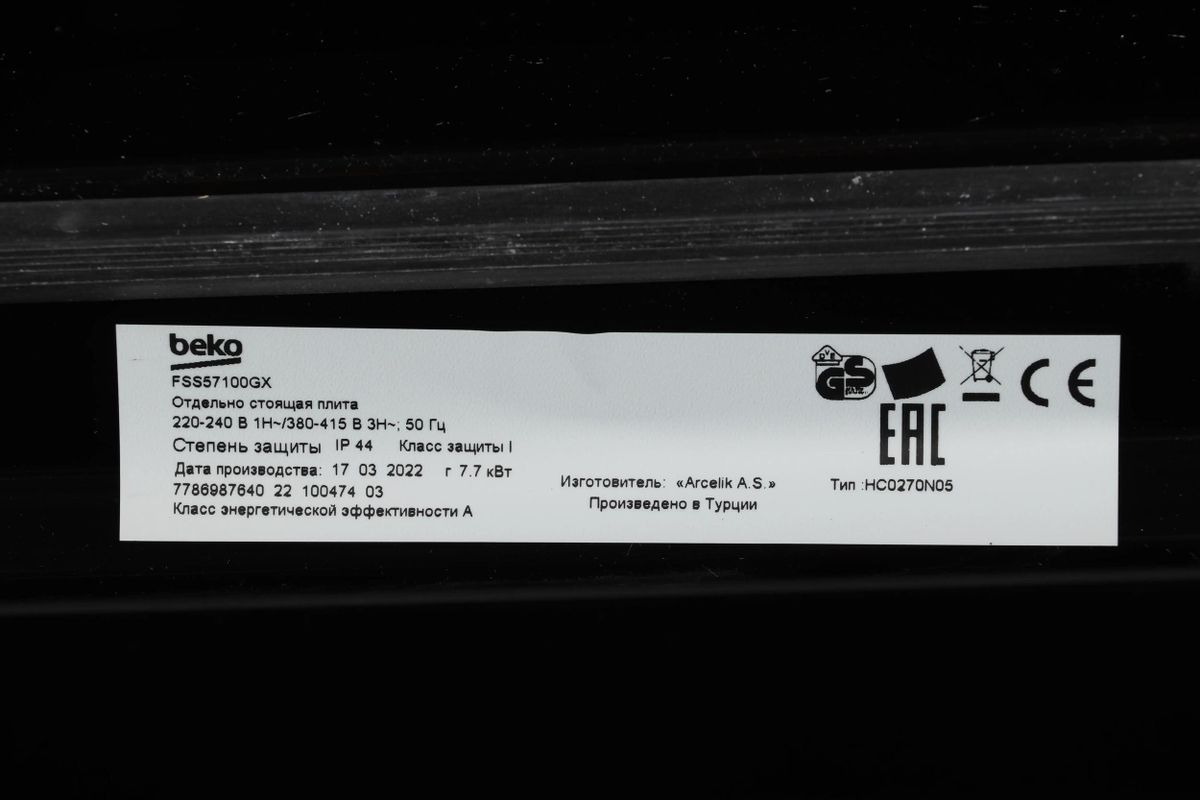 beko
FSS57100GX
Отдельно стоящая плита
220-240 В 1Н~/380-415 В 3Н~; 50 Гц
Степень защиты IP 44 Класс защиты I
Дата производства: 17 03 2022 г 7.7 кВт
7786987640 22 100474 03
Класс энергетической эффективности А
Изготовитель: «Arcelik A.S.»
Произведено в Турции
DVE
GS
EAC
CE
Тип :HC0270N05